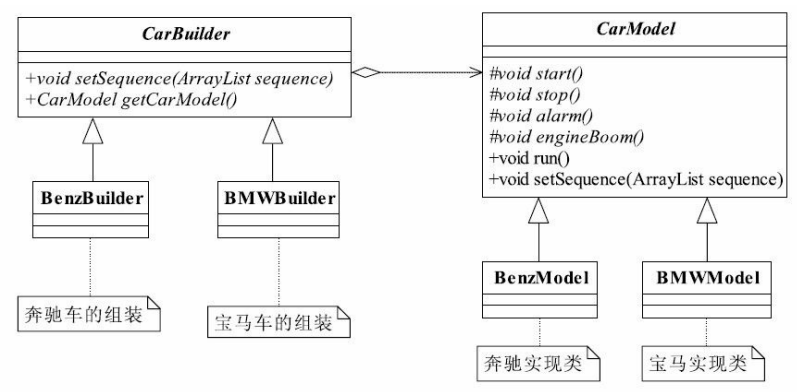 CarBuilder
+void setSequence(ArrayList sequence)
+CarModel getCarModel()
CarModel
#void start()
#void stop()
#void alarm()
#void engineBoom()
+void run()
+void setSequence(ArrayList sequence)
BenzBuilder
BMWBuilder
奔驰车的组装
宝马车的组装
BenzModel
BMWModel
奔驰实现类
宝马实现类